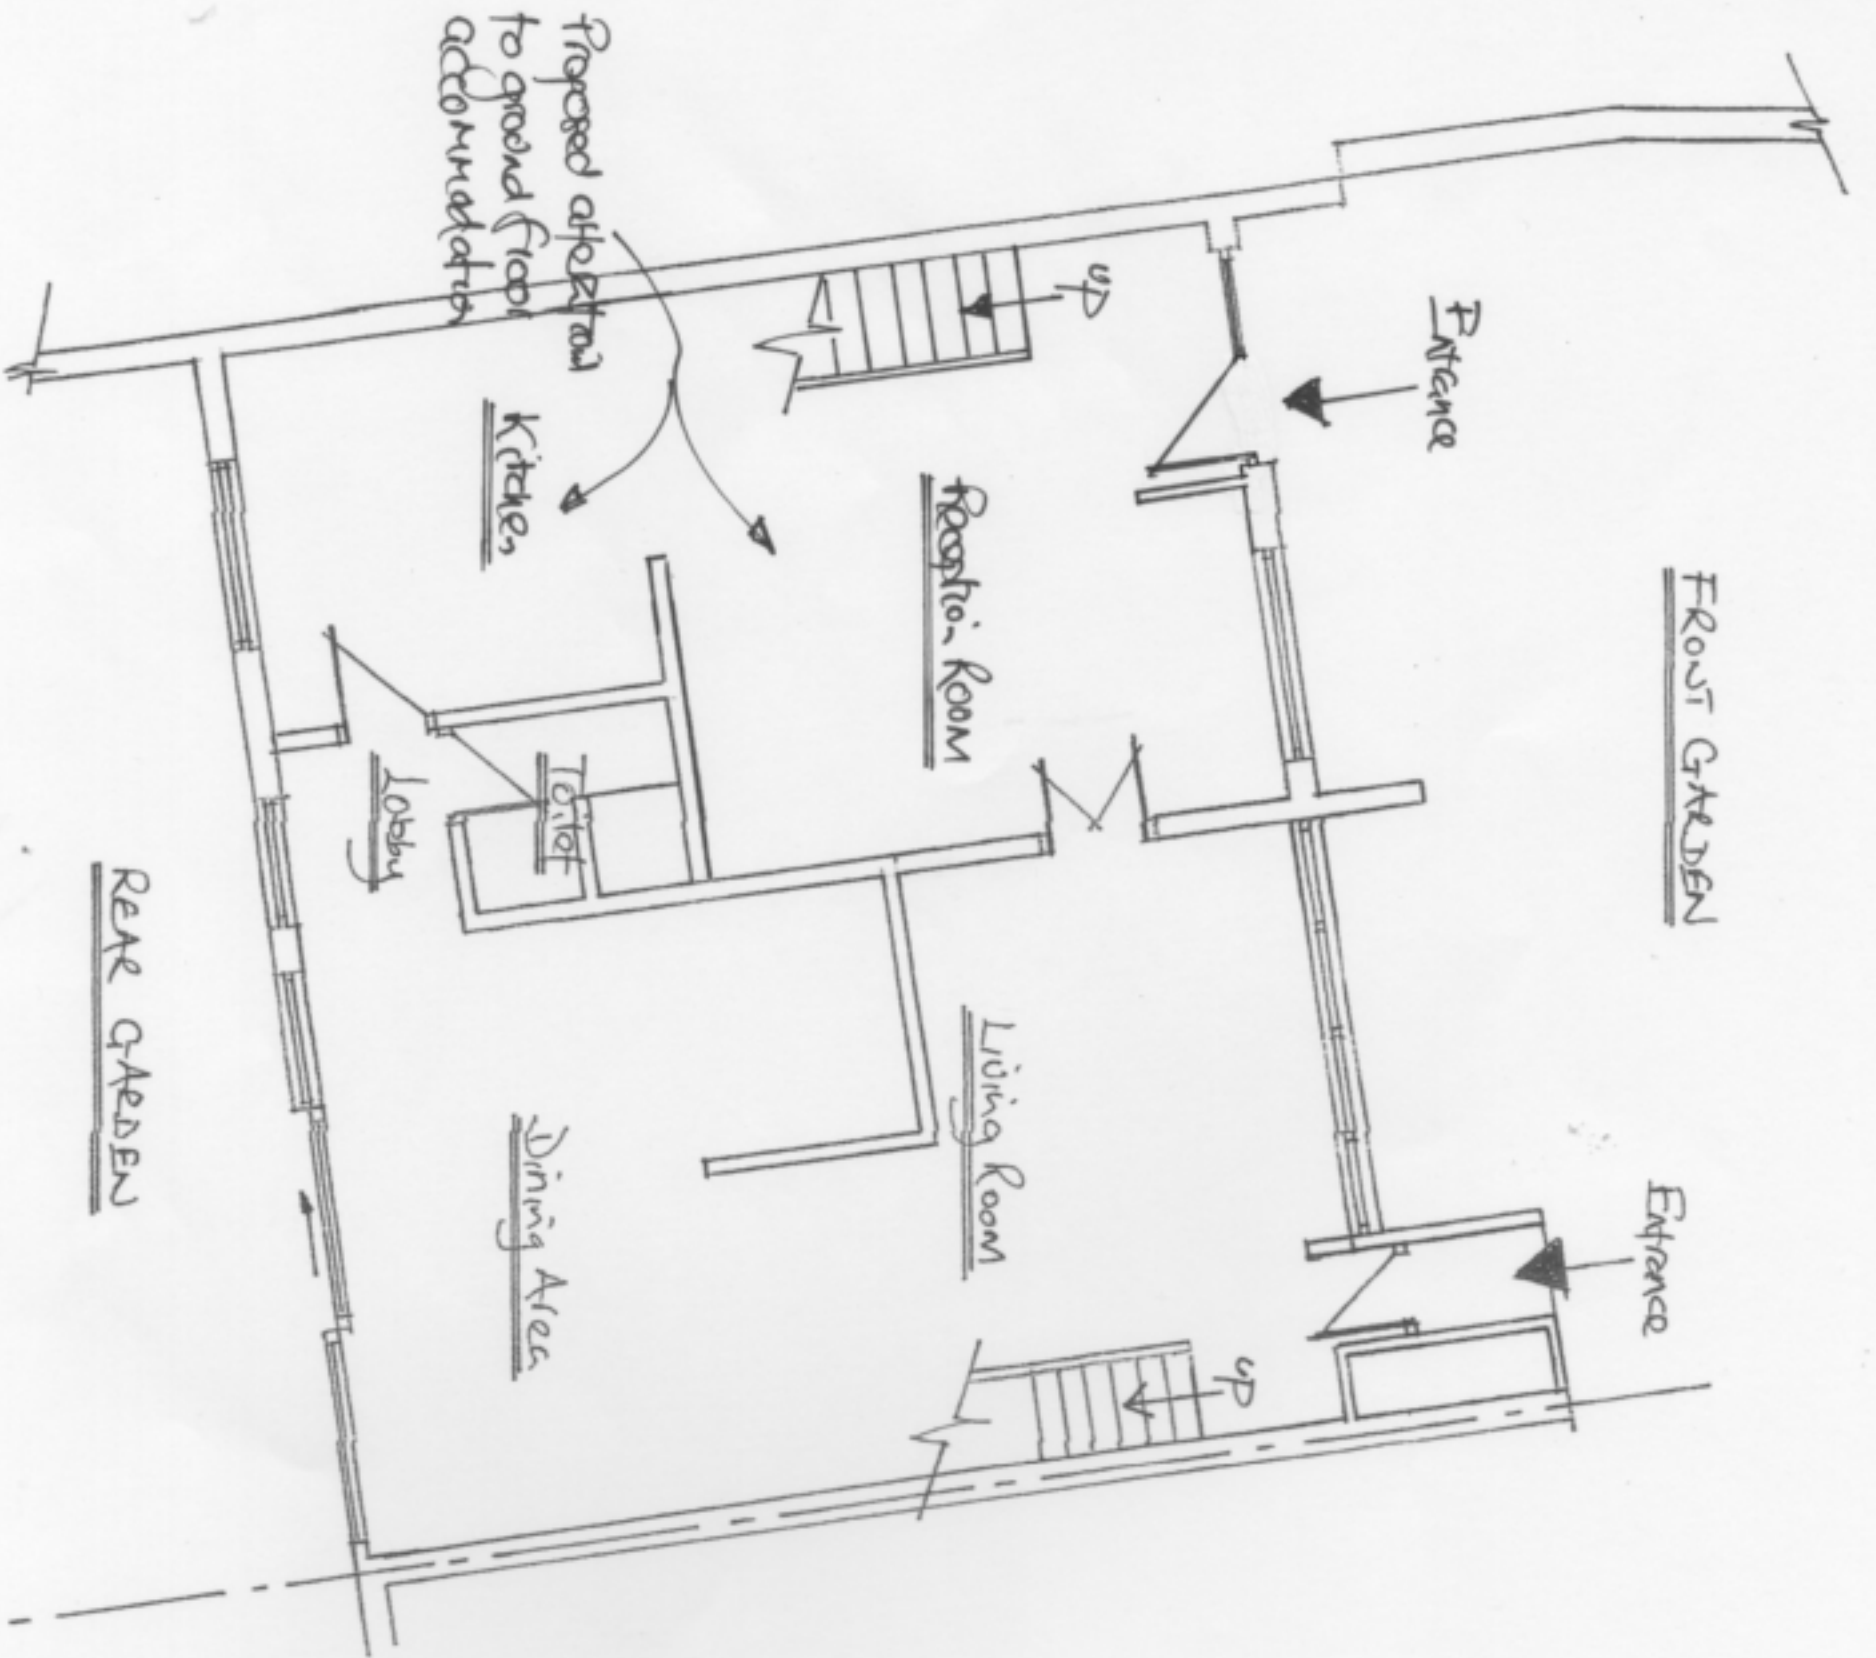 FRONT GARDEN
Entrance
Entrance
UP
UP
Reception Room
Living Room
Kitchen
Toilet
Lobby
Dining Area
Proposed alteration
to ground floor
accommodation
REAR GARDEN